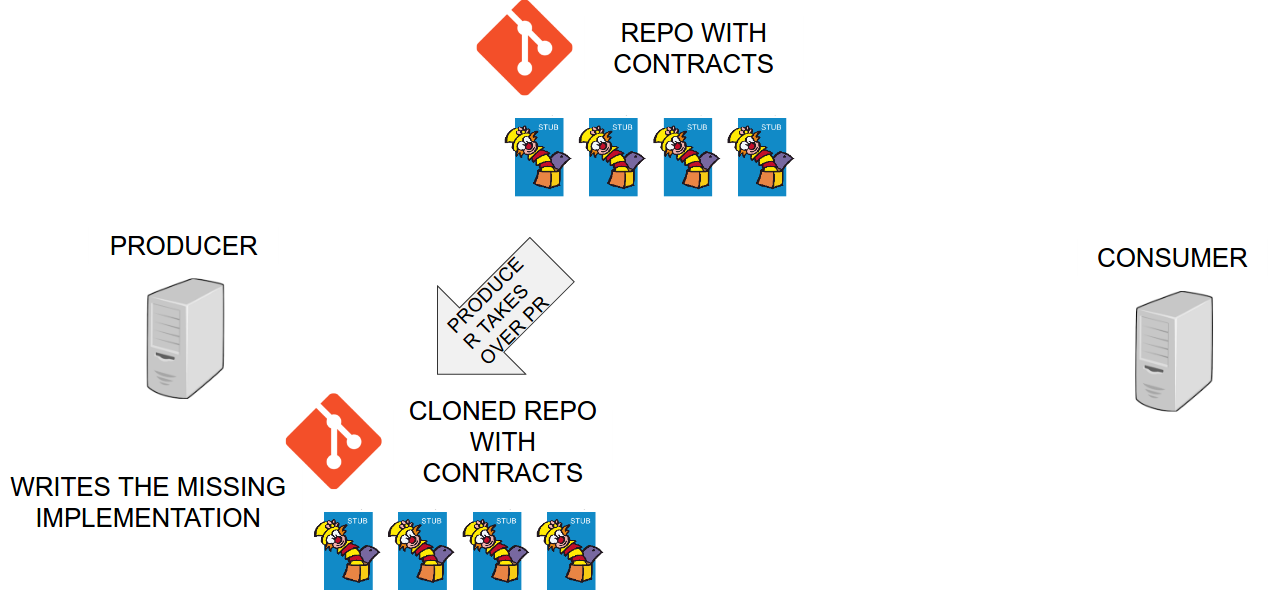 REPO WITH
CONTRACTS
STUB
STUB
STUB
STUB
PRODUCER
CONSUMER
PRODUCE
R TAKES
OVER PR
CLONED REPO
WITH
CONTRACTS
WRITES THE MISSING
IMPLEMENTATION
STUB
STUB
STUB
STUB